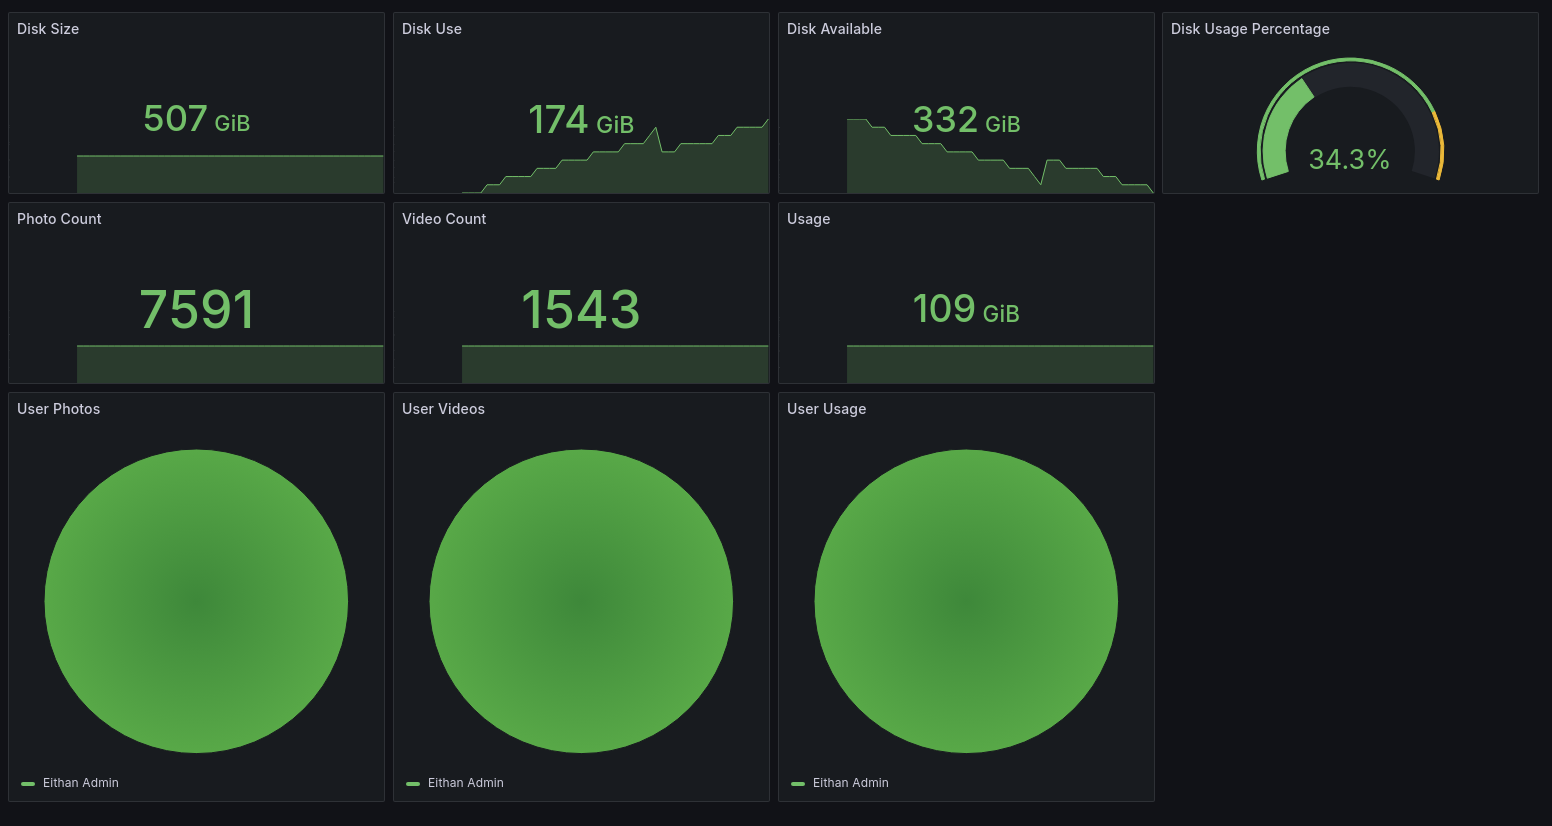 Disk Size
507 GiB
Disk Use
174 GiB
Disk Available
332 GiB
Disk Usage Percentage
34.3%
Photo Count
7591
Video Count
1543
Usage
109 GiB
User Photos
Eithan Admin
User Videos
Eithan Admin
User Usage
Eithan Admin